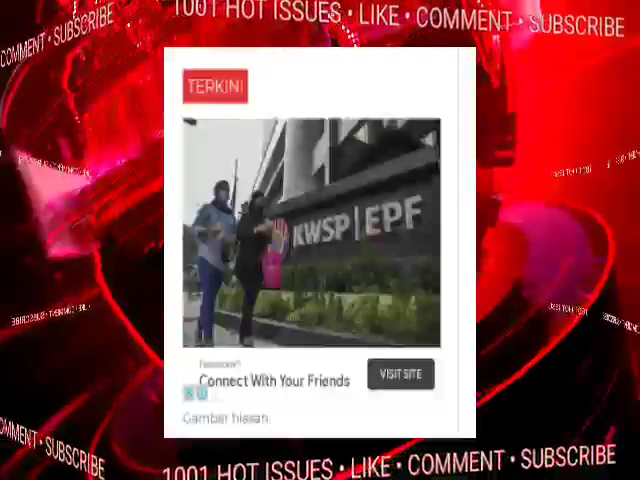 1001 HOT ISSUES • LIKE • COMMENT • SUBSCRIBE
COMMENT • SUBSCRIBE
TERKINI
KWSP | EPF
Connect With Your Friends
VISIT SITE
Gambar hiasan.
COMMENT • SUBSCRIBE
1001 HOT ISSUES • LIKE • COMMENT • SUBSCRIBE